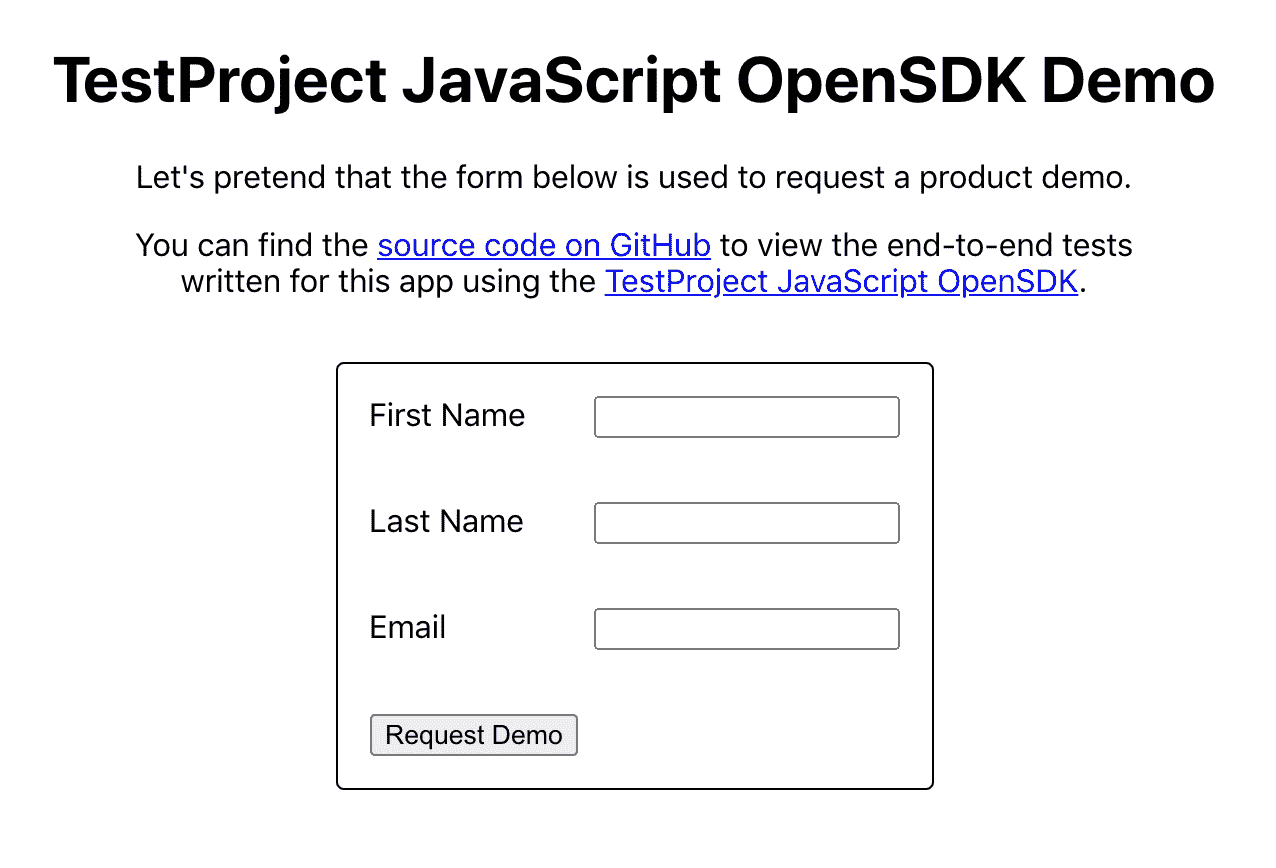 TestProject JavaScript OpenSDK Demo
Let's pretend that the form below is used to request a product demo.
You can find the source code on GitHub to view the end-to-end tests
written for this app using the TestProject JavaScript OpenSDK.
First Name
Last Name
Email
Request Demo